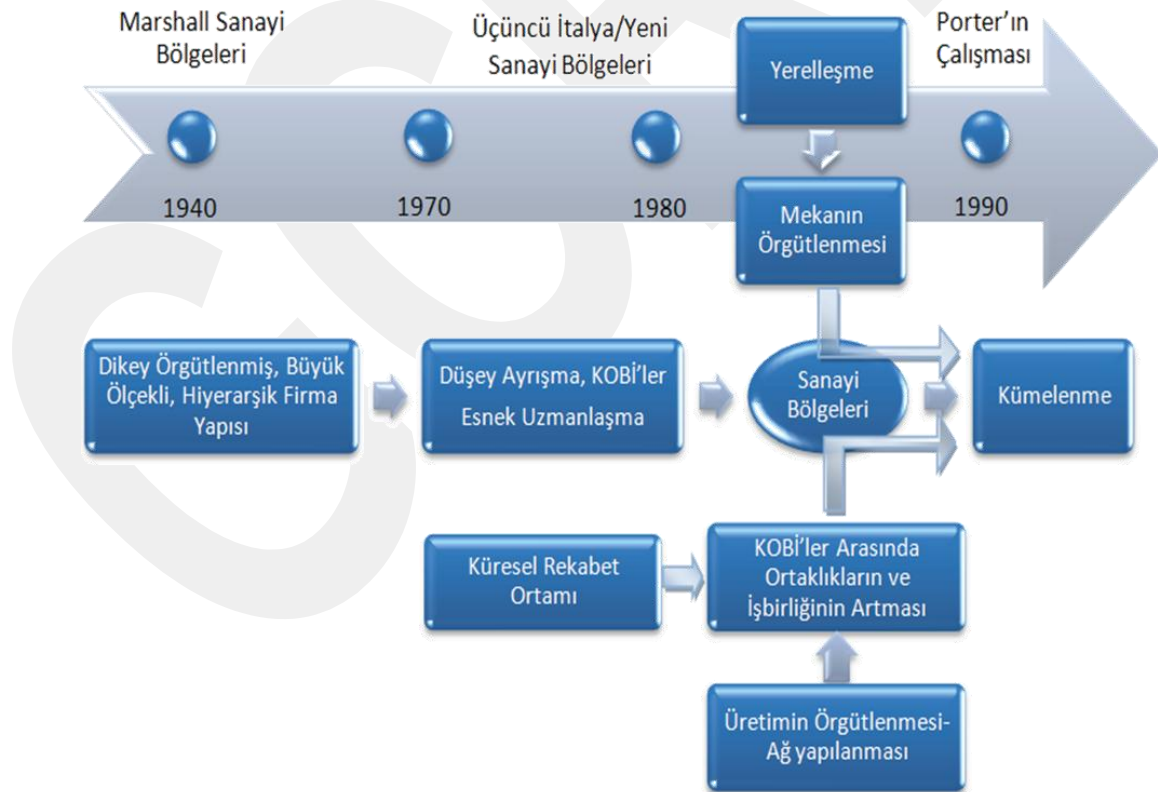 Marshall Sanayi
Bölgeleri
Üçüncü İtalya/Yeni
Sanayi Bölgeleri
Yerelleşme
Porter’ın
Çalışması
1940
1970
1980
1990
Mekanın
Örgütlenmesi
Dikey Örgütlenmiş, Büyük
Ölçekli, Hiyerarşik Firma
Yapısı
Düşey Ayrışma, KOBİ’ler
Esnek Uzmanlaşma
Sanayi
Bölgeleri
Kümelenme
Küresel Rekabet
Ortamı
KOBİ’ler Arasında
Ortaklıkların ve
İşbirliğinin Artması
Üretimin Örgütlenmesi-
Ağ yapılanması